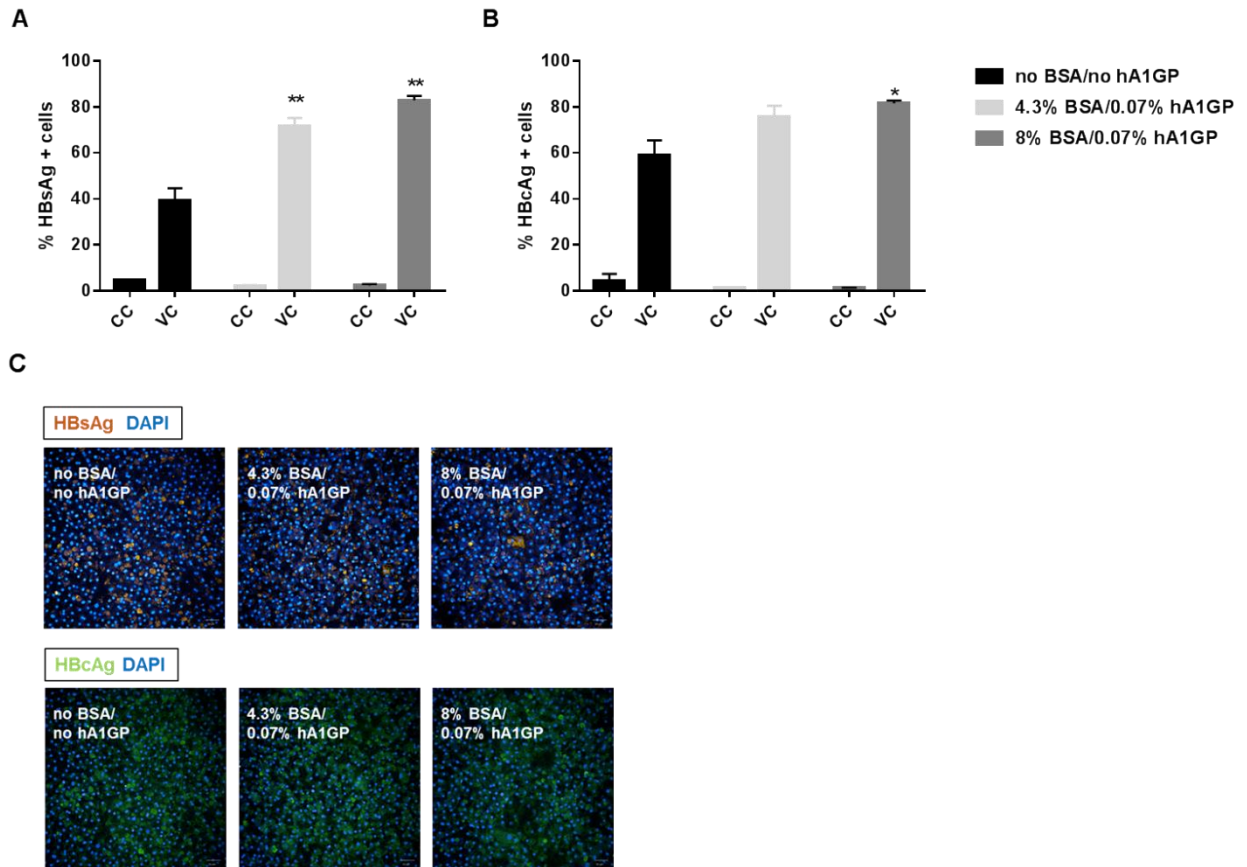 A
B
100
80
60
40
20
0
% HBsAg + cells
**
**
CC
VC
CC
VC
CC
VC
100
80
60
40
20
0
% HBcAg + cells
*
CC
VC
CC
VC
CC
VC
no BSA/no hA1GP
4.3% BSA/0.07% hA1GP
8% BSA/0.07% hA1GP
C
HBsAg DAPI
no BSA/
no hA1GP
4.3% BSA/
0.07% hA1GP
8% BSA/
0.07% hA1GP
HBcAg DAPI
no BSA/
no hA1GP
4.3% BSA/
0.07% hA1GP
8% BSA/
0.07% hA1GP